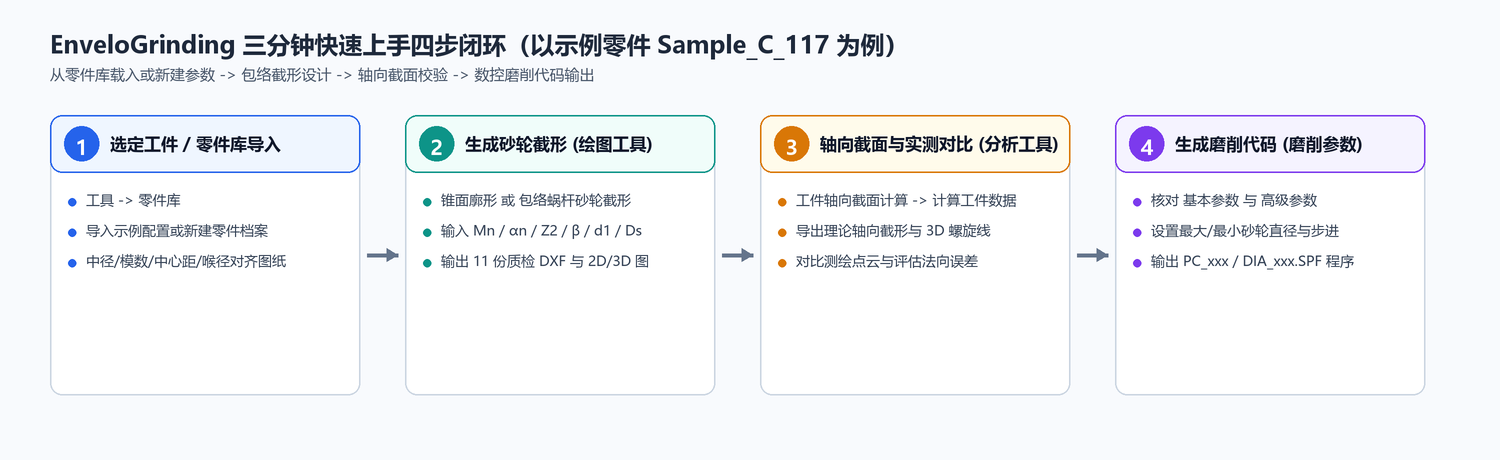 EnveloGrinding 三分钟快速上手四步闭环（以示例零件 Sample_C_117 为例）
从零件库载入或新建参数 -> 包络截形设计 -> 轴向截面校验 -> 数控磨削代码输出
1 选定工件 / 零件库导入
工具 -> 零件库
导入示例配置或新建零件档案
中径/模数/中心距/喉径对齐图纸
2 生成砂轮截形 (绘图工具)
锥面廓形 或 包络蜗杆砂轮截形
输入 Mn / αn / Z2 / β / d1 / Ds
输出 11 份质检 DXF 与 2D/3D 图
3 轴向截面与实测对比 (分析工具)
工件轴向截面计算 -> 计算工件数据
导出理论轴向截形与 3D 螺旋线
对比测绘点云与评估法向误差
4 生成磨削代码 (磨削参数)
核对 基本参数 与 高级参数
设置最大/最小砂轮直径与步进
输出 PC_xxx / DIA_xxx.SPF 程序